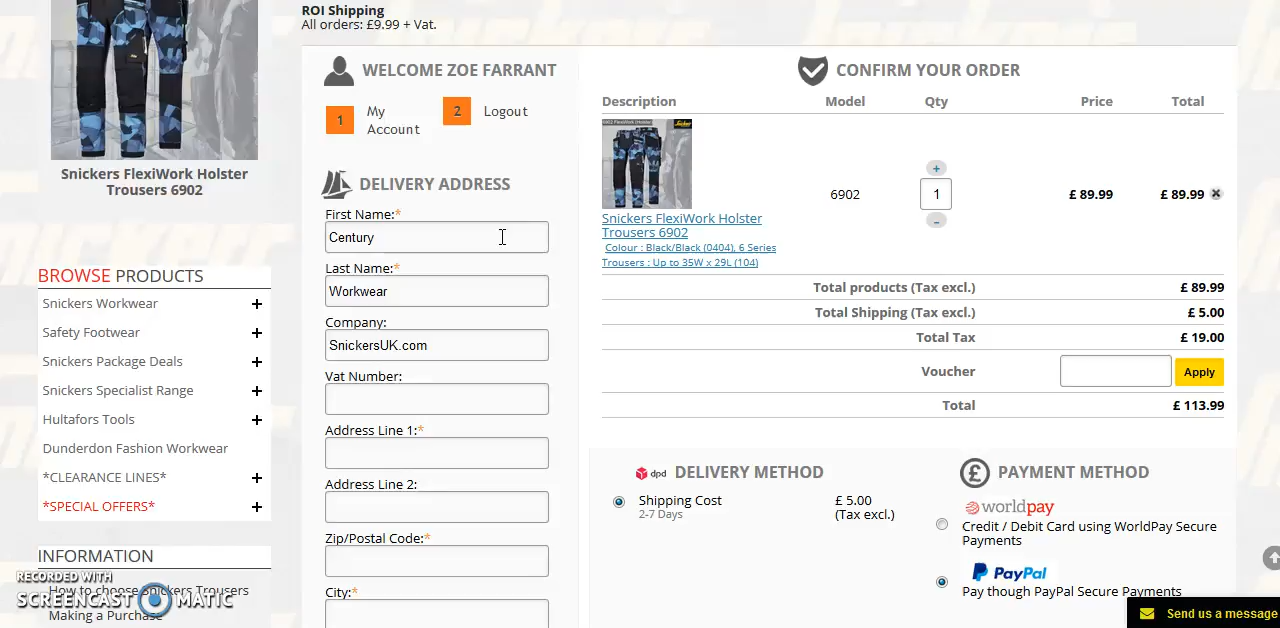 ROI Shipping
All orders: £9.99 + Vat.
Snickers FlexiWork Holster
Trousers 6902
BROWSE PRODUCTS
Snickers Workwear +
Safety Footwear +
Snickers Package Deals +
Snickers Specialist Range +
Hultafors Tools +
Dunderdon Fashion Workwear
*CLEARANCE LINES* +
*SPECIAL OFFERS* +
INFORMATION
How to choose Snickers Trousers
Making a Purchase
RECORDED WITH
SCREENCAST MATIC
WELCOME ZOE FARRANT
1 My
Account
2 Logout
DELIVERY ADDRESS
First Name:*
Century
Last Name:*
Workwear
Company:
SnickersUK.com
Vat Number:
Address Line 1:*
Address Line 2:
Zip/Postal Code:*
City:*
CONFIRM YOUR ORDER
Description Model Qty Price Total
+
6902 1 £ 89.99 £ 89.99
-
Snickers FlexiWork Holster
Trousers 6902
Colour : Black/Black (0404), 6 Series
Trousers : Up to 35W x 29L (104)
Total products (Tax excl.) £ 89.99
Total Shipping (Tax excl.) £ 5.00
Total Tax £ 19.00
Voucher Apply
Total £ 113.99
dpd DELIVERY METHOD
Shipping Cost £ 5.00
2-7 Days (Tax excl.)
£ PAYMENT METHOD
worldpay
Credit / Debit Card using WorldPay Secure
Payments
PayPal
Pay though PayPal Secure Payments
Send us a message